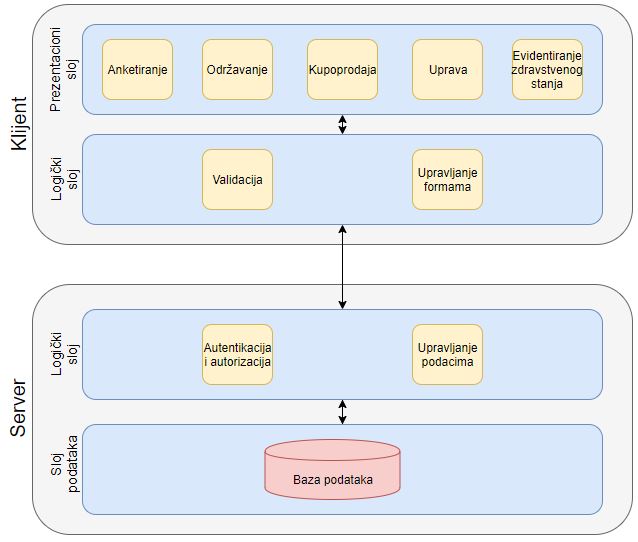 Klijent
Prezentacioni
sloj
Anketiranje
Održavanje
Kupoprodaja
Uprava
Evidentiranje
zdravstvenog
stanja
Logički
sloj
Validacija
Upravljanje
formama
Server
Logički
sloj
Autentikacija
i autorizacija
Upravljanje
podacima
Sloj
podataka
Baza podataka